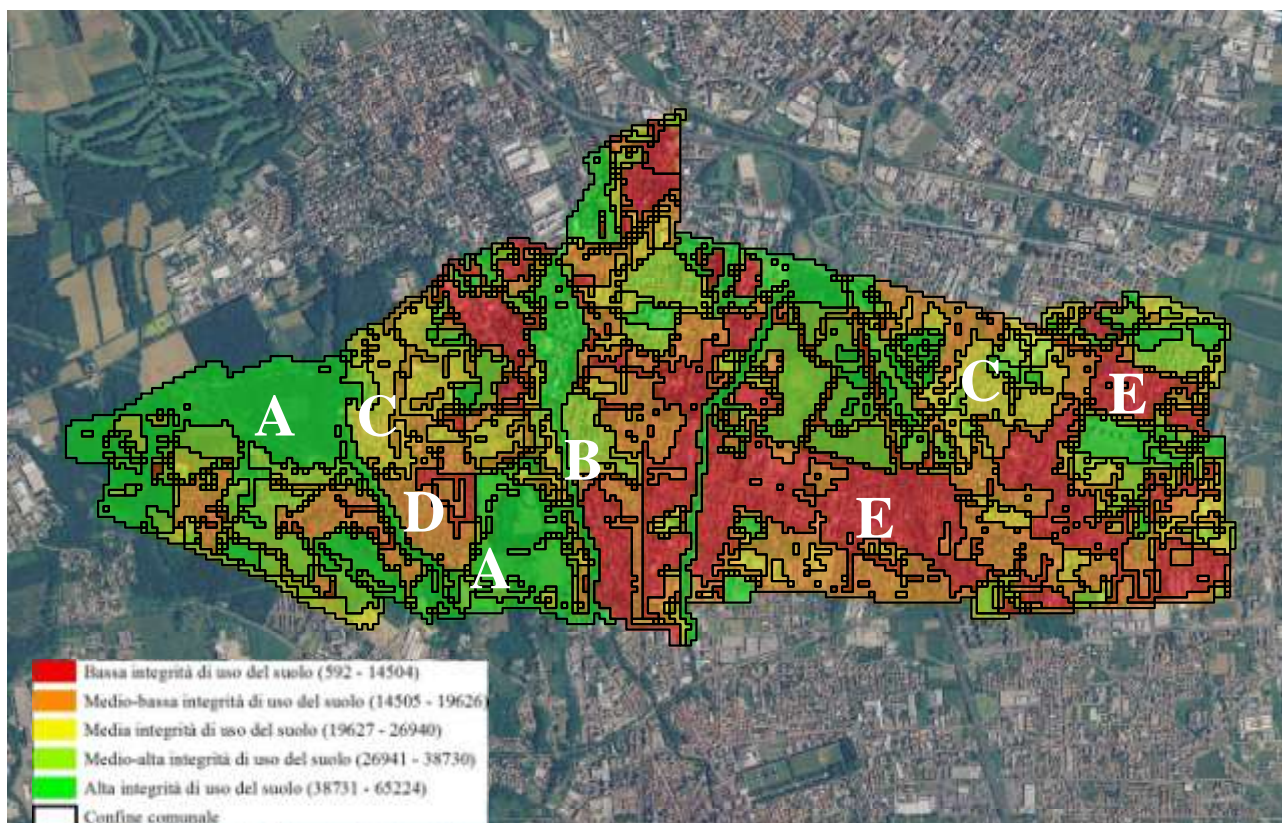 A
C
C
E
B
D
E
A
Bassa integrità di uso del suolo (592 - 14504)
Medio-bassa integrità di uso del suolo (14505 - 19626)
Media integrità di uso del suolo (19627 - 26940)
Medio-alta integrità di uso del suolo (26941 - 38730)
Alta integrità di uso del suolo (38731 - 65224)
Confine comunale